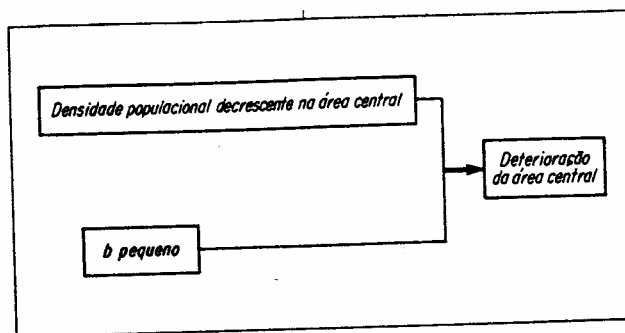 Densidade populacional decrescente na área central
Deterioração
da área central
b pequeno